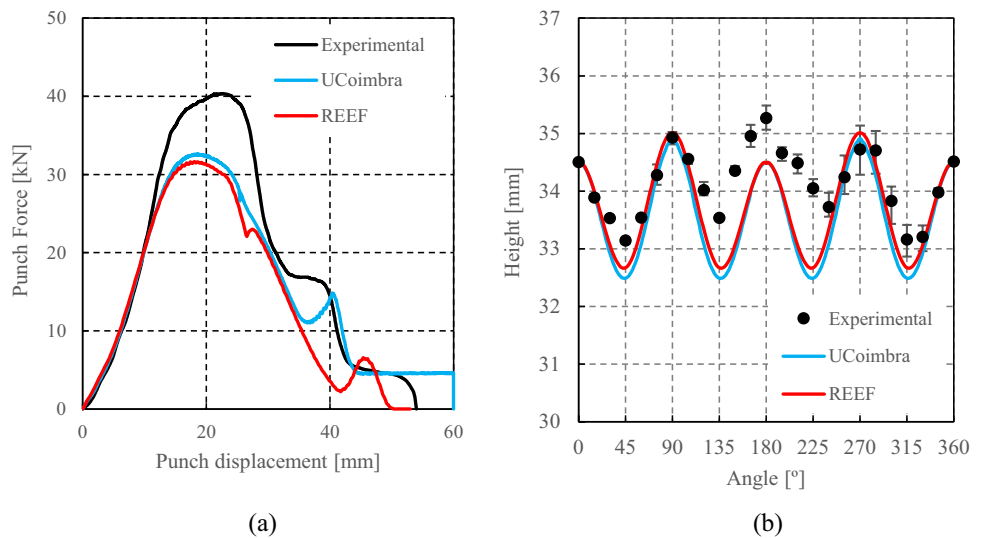 50
40
30
20
10
0
0
20
40
60
Punch Force [kN]
Punch displacement [mm]
Experimental
UCoimbra
REEF
(a)
37
36
35
34
33
32
31
30
0
45
90
135
180
225
270
315
360
Height [mm]
Angle [º]
Experimental
UCoimbra
REEF
(b)